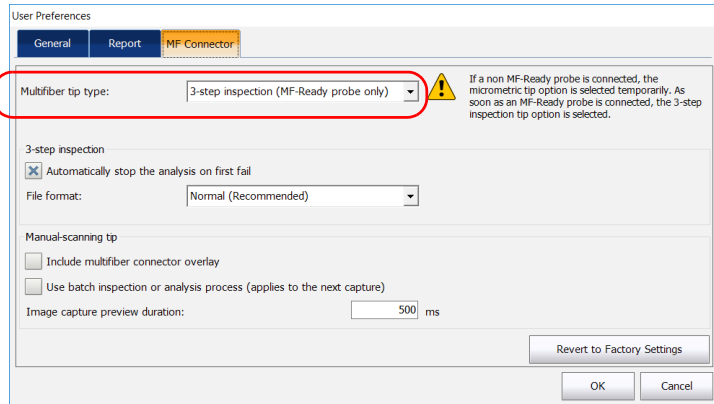 User Preferences
General Report MF Connector
Multifiber tip type: 3-step inspection (MF-Ready probe only)
If a non MF-Ready probe is connected, the
micrometric tip option is selected temporarily. As
soon as an MF-Ready probe is connected, the 3-step
inspection tip option is selected.
3-step inspection
Automatically stop the analysis on first fail
File format: Normal (Recommended)
Manual-scanning tip
Include multifiber connector overlay
Use batch inspection or analysis process (applies to the next capture)
Image capture preview duration: 500 ms
Revert to Factory Settings
OK Cancel